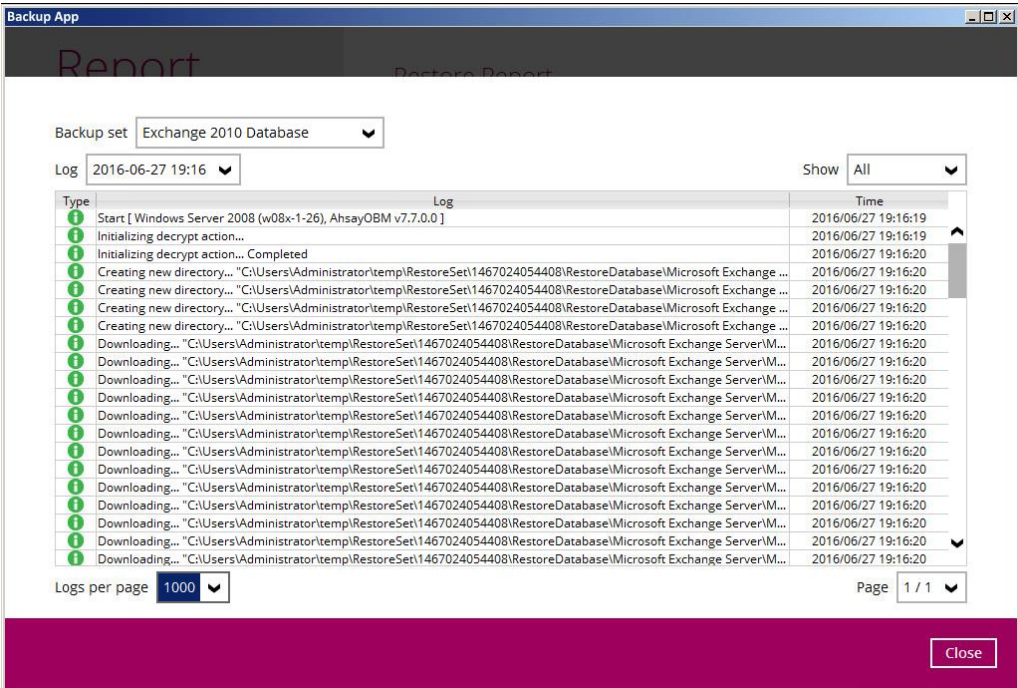 Backup App
Report
Restore Report
Backup set Exchange 2010 Database
Log 2016-06-27 19:16 Show All
Type Log Time
Start [ Windows Server 2008 (w08x-1-26), AhsayOBM v7.7.0.0 ] 2016/06/27 19:16:19
Initializing decrypt action... 2016/06/27 19:16:19
Initializing decrypt action... Completed 2016/06/27 19:16:20
Creating new directory... "C:\Users\Administrator\temp\RestoreSet\1467024054408\RestoreDatabase\Microsoft Exchange ... 2016/06/27 19:16:20
Creating new directory... "C:\Users\Administrator\temp\RestoreSet\1467024054408\RestoreDatabase\Microsoft Exchange ... 2016/06/27 19:16:20
Creating new directory... "C:\Users\Administrator\temp\RestoreSet\1467024054408\RestoreDatabase\Microsoft Exchange ... 2016/06/27 19:16:20
Creating new directory... "C:\Users\Administrator\temp\RestoreSet\1467024054408\RestoreDatabase\Microsoft Exchange ... 2016/06/27 19:16:20
Downloading... "C:\Users\Administrator\temp\RestoreSet\1467024054408\RestoreDatabase\Microsoft Exchange Server\M... 2016/06/27 19:16:20
Downloading... "C:\Users\Administrator\temp\RestoreSet\1467024054408\RestoreDatabase\Microsoft Exchange Server\M... 2016/06/27 19:16:20
Downloading... "C:\Users\Administrator\temp\RestoreSet\1467024054408\RestoreDatabase\Microsoft Exchange Server\M... 2016/06/27 19:16:20
Downloading... "C:\Users\Administrator\temp\RestoreSet\1467024054408\RestoreDatabase\Microsoft Exchange Server\M... 2016/06/27 19:16:20
Downloading... "C:\Users\Administrator\temp\RestoreSet\1467024054408\RestoreDatabase\Microsoft Exchange Server\M... 2016/06/27 19:16:20
Downloading... "C:\Users\Administrator\temp\RestoreSet\1467024054408\RestoreDatabase\Microsoft Exchange Server\M... 2016/06/27 19:16:20
Downloading... "C:\Users\Administrator\temp\RestoreSet\1467024054408\RestoreDatabase\Microsoft Exchange Server\M... 2016/06/27 19:16:20
Downloading... "C:\Users\Administrator\temp\RestoreSet\1467024054408\RestoreDatabase\Microsoft Exchange Server\M... 2016/06/27 19:16:20
Downloading... "C:\Users\Administrator\temp\RestoreSet\1467024054408\RestoreDatabase\Microsoft Exchange Server\M... 2016/06/27 19:16:20
Downloading... "C:\Users\Administrator\temp\RestoreSet\1467024054408\RestoreDatabase\Microsoft Exchange Server\M... 2016/06/27 19:16:20
Downloading... "C:\Users\Administrator\temp\RestoreSet\1467024054408\RestoreDatabase\Microsoft Exchange Server\M... 2016/06/27 19:16:20
Downloading... "C:\Users\Administrator\temp\RestoreSet\1467024054408\RestoreDatabase\Microsoft Exchange Server\M... 2016/06/27 19:16:20
Downloading... "C:\Users\Administrator\temp\RestoreSet\1467024054408\RestoreDatabase\Microsoft Exchange Server\M... 2016/06/27 19:16:20
Logs per page 1000 Page 1 / 1
Close